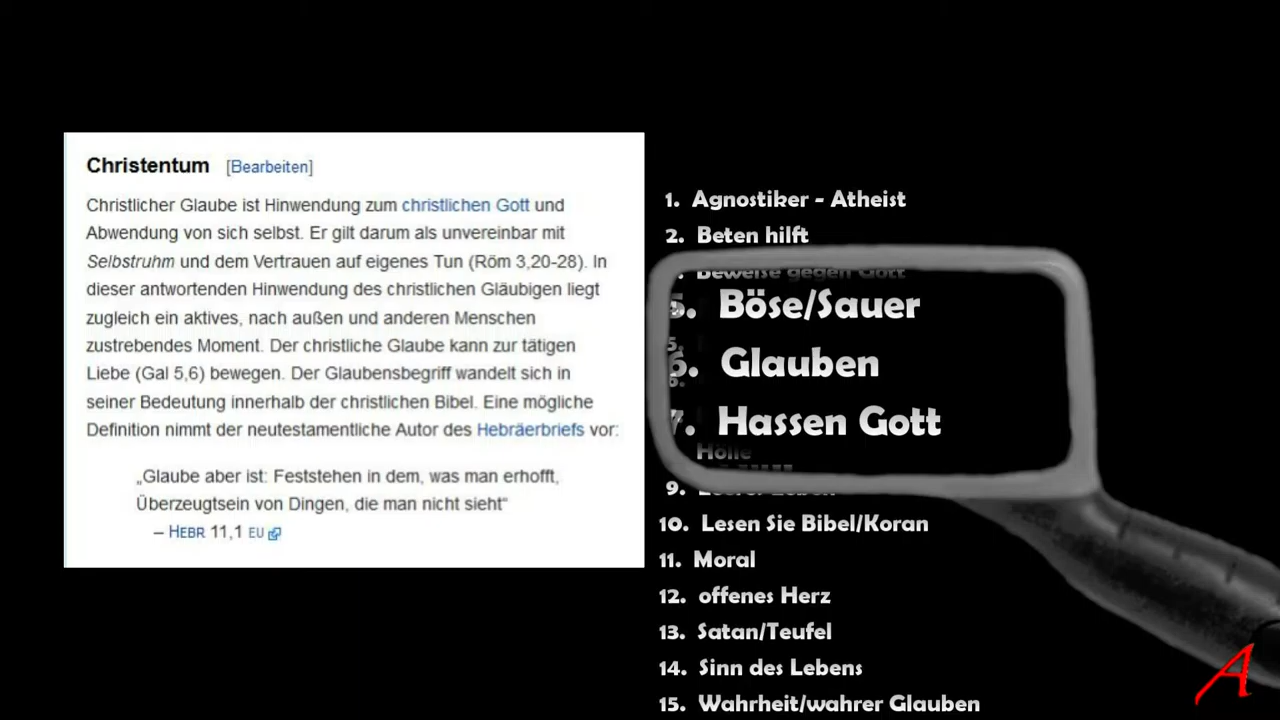 Christentum [Bearbeiten]
Christlicher Glaube ist Hinwendung zum christlichen Gott und
Abwendung von sich selbst. Er gilt darum als unvereinbar mit
Selbstruhm und dem Vertrauen auf eigenes Tun (Röm 3,20-28). In
dieser antwortenden Hinwendung des christlichen Gläubigen liegt
zugleich ein aktives, nach außen und anderen Menschen
zustrebendes Moment. Der christliche Glaube kann zur tätigen
Liebe (Gal 5,6) bewegen. Der Glaubensbegriff wandelt sich in
seiner Bedeutung innerhalb der christlichen Bibel. Eine mögliche
Definition nimmt der neutestamentliche Autor des Hebräerbriefs vor:
„Glaube aber ist: Feststehen in dem, was man erhofft,
Überzeugtsein von Dingen, die man nicht sieht“
– HEBR 11,1 EU
1. Agnostiker - Atheist
2. Beten hilft
Beweise gegen Gott
5. Böse/Sauer
6. Glauben
7. Hassen Gott
Hölle
9.
10. Lesen Sie Bibel/Koran
11. Moral
12. offenes Herz
13. Satan/Teufel
14. Sinn des Lebens
15. Wahrheit/wahrer Glauben
A